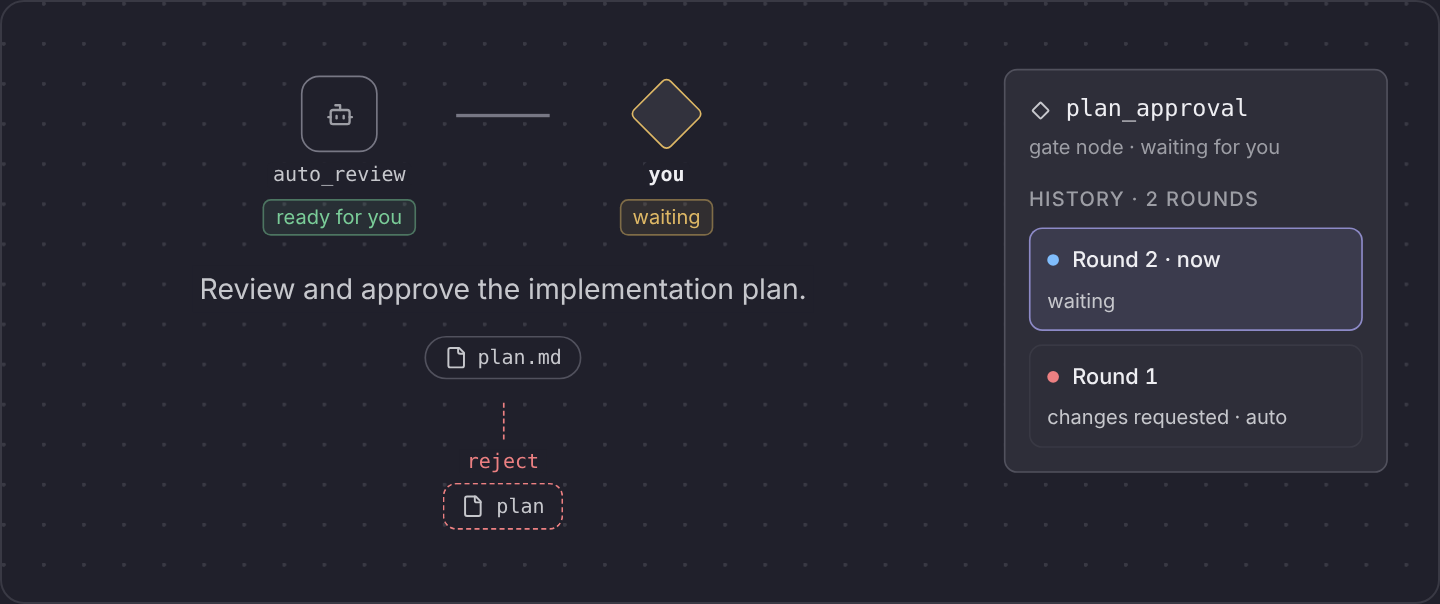 auto_review
ready for you
you
waiting
Review and approve the implementation plan.
plan.md
reject
plan
plan_approval
gate node · waiting for you
HISTORY · 2 ROUNDS
Round 2 · now
waiting
Round 1
changes requested · auto